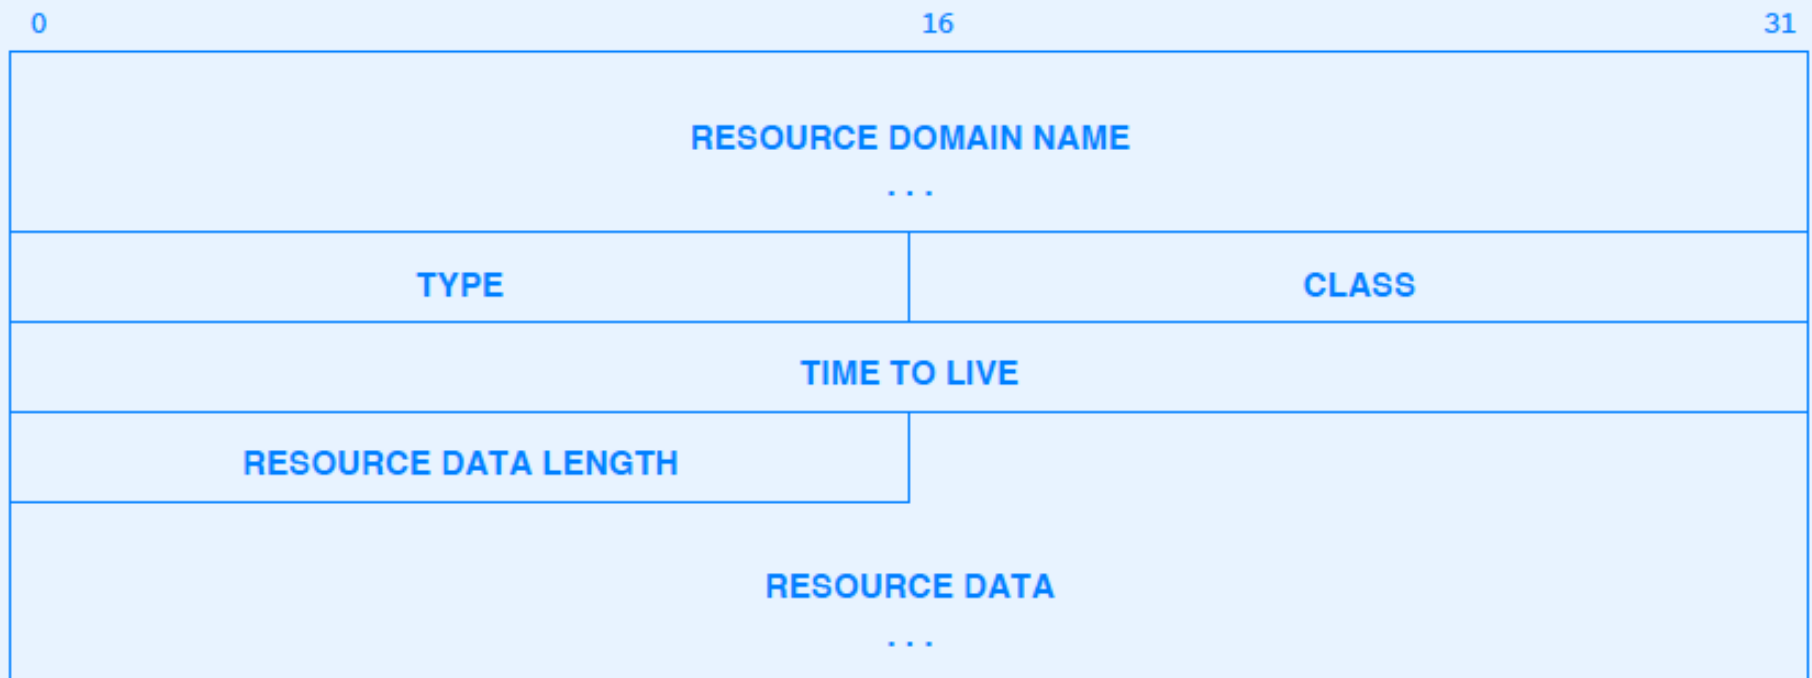 0 16 31
RESOURCE DOMAIN NAME
. . .
TYPE CLASS
TIME TO LIVE
RESOURCE DATA LENGTH
RESOURCE DATA
. . .